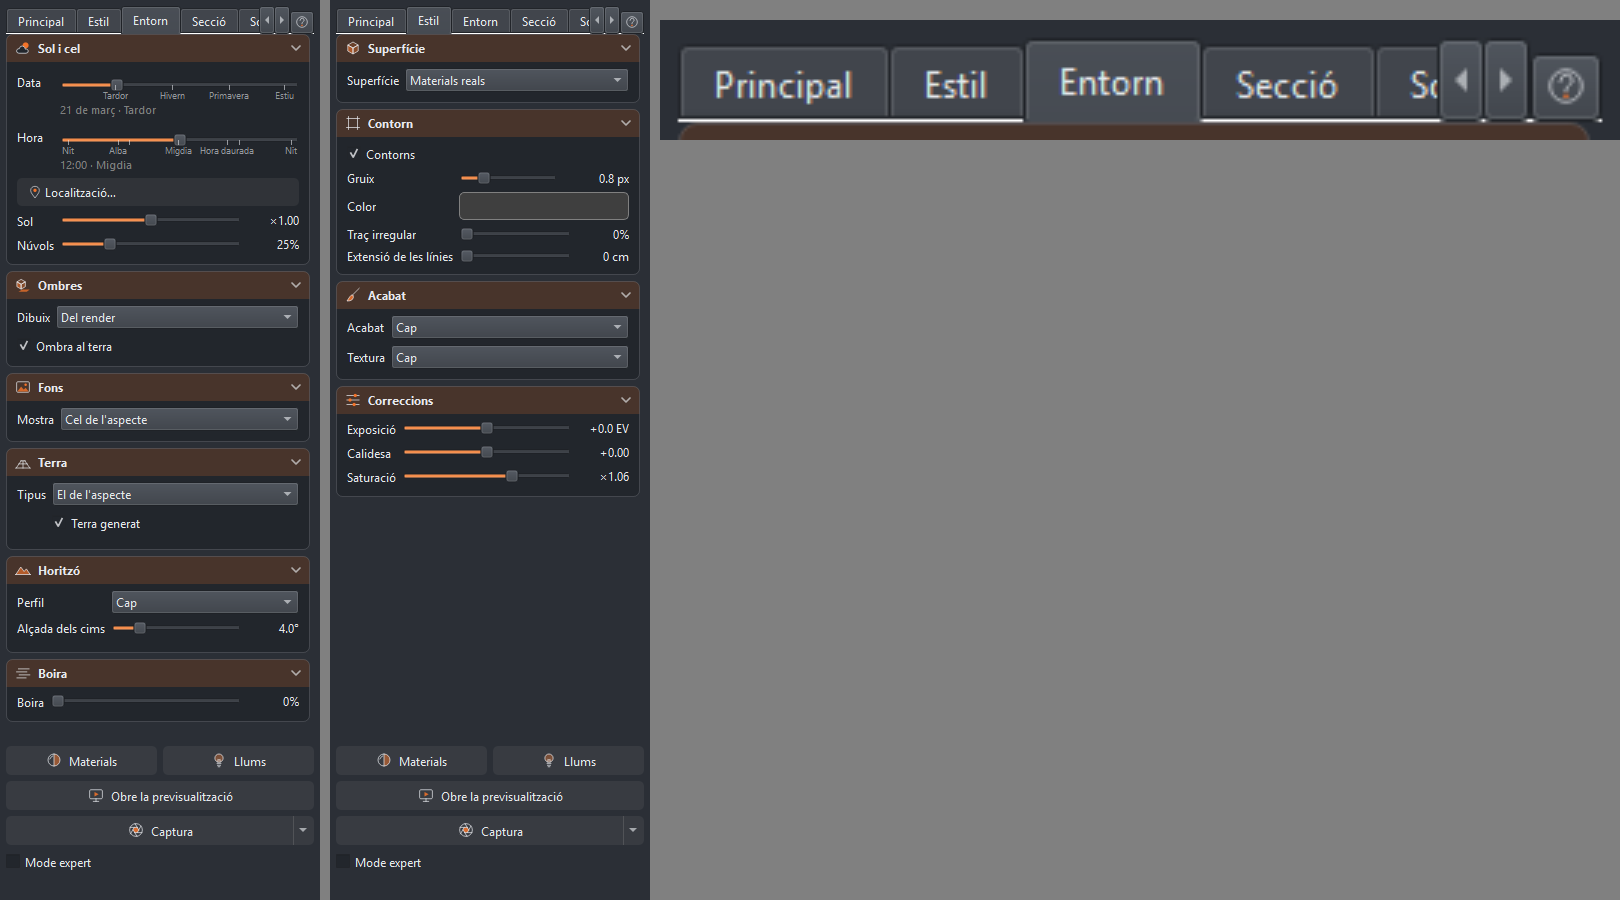 Principal Estil Entorn Secció
Sol i cel
Data
Tardor Hivern Primavera Estiu
21 de març · Tardor
Hora
Nit Alba Migdia Hora daurada Nit
12:00 · Migdia
Localització...
Sol ×1.00
Núvols 25%
Ombres
Dibuix Del render
Ombra al terra
Fons
Mostra Cel de l'aspecte
Terra
Tipus El de l'aspecte
Terra generat
Horitzó
Perfil Cap
Alçada dels cims 4.0°
Boira
Boira 0%
Materials Llums
Obre la previsualització
Captura
Mode expert
Principal Estil Entorn Secció
Superfície
Superfície Materials reals
Contorn
Contorns
Gruix 0.8 px
Color
Traç irregular 0%
Extensió de les línies 0 cm
Acabat
Acabat Cap
Textura Cap
Correccions
Exposició +0.0 EV
Calidesa +0.00
Saturació ×1.06
Materials Llums
Obre la previsualització
Captura
Mode expert
Principal Estil Entorn Secció